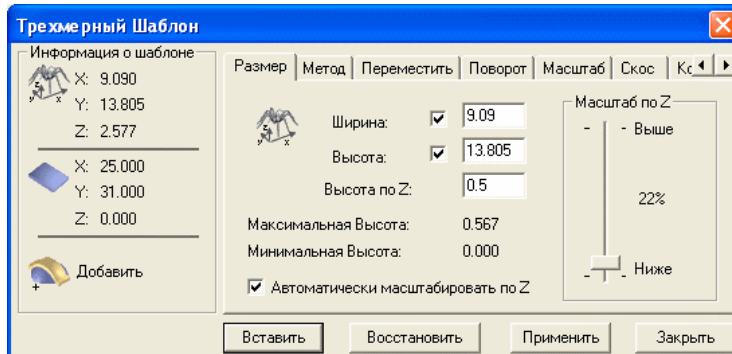 Трехмерный Шаблон
Информация о шаблоне
X: 9.090
Y: 13.805
Z: 2.577
X: 25.000
Y: 31.000
Z: 0.000
Добавить
Размер Метод Переместить Поворот Масштаб Скос
Ширина: 9.09
Высота: 13.805
Высота по Z: 0.5
Максимальная Высота: 0.567
Минимальная Высота: 0.000
Автоматически масштабировать по Z
Масштаб по Z
Выше
22%
Ниже
Вставить Восстановить Применить Закрыть